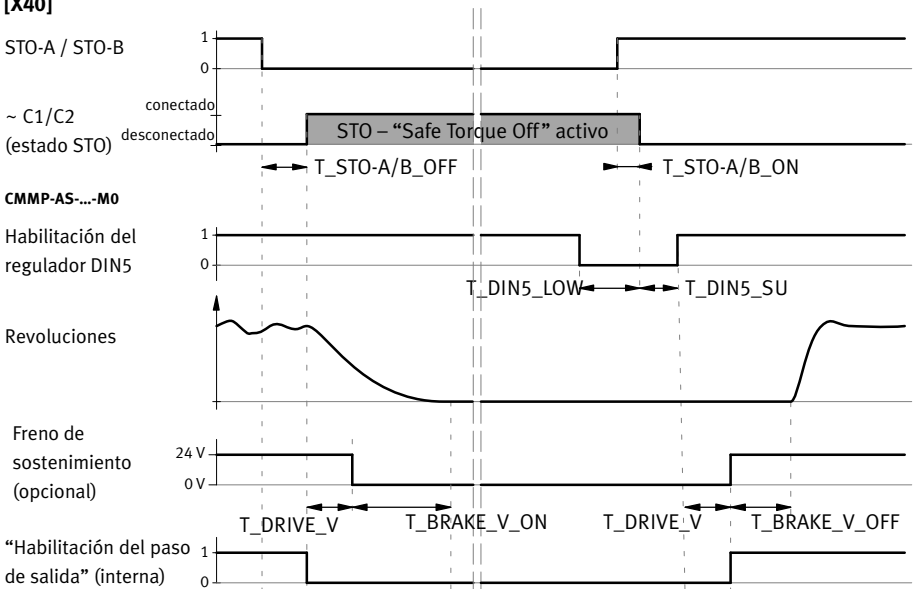 [X40]
STO-A / STO-B
1
0
~ C1/C2
(estado STO)
conectado
desconectado
STO – “Safe Torque Off” activo
T_STO-A/B_OFF
T_STO-A/B_ON
CMMP-AS-...-M0
Habilitación del
regulador DIN5
1
0
T_DIN5_LOW
T_DIN5_SU
Revoluciones
Freno de
sostenimiento
(opcional)
24 V
0 V
T_DRIVE_V
T_BRAKE_V_ON
T_DRIVE_V
T_BRAKE_V_OFF
“Habilitación del paso
de salida” (interna)
1
0